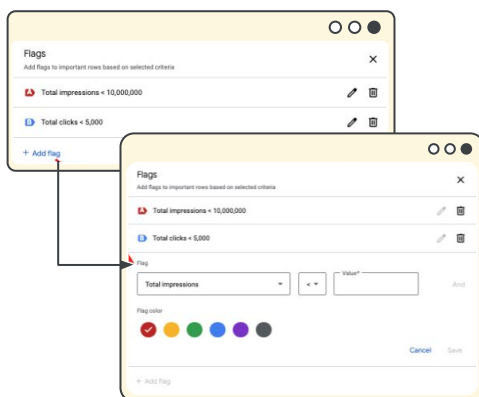 Flags
Add flags to important rows based on selected criteria
A Total impressions < 10,000,000
B Total clicks < 5,000
+ Add flag
Flags
Add flags to important rows based on selected criteria
A Total impressions < 10,000,000
B Total clicks < 5,000
Flag
Total impressions < Value* And
Flag color
Cancel Save
+ Add flag